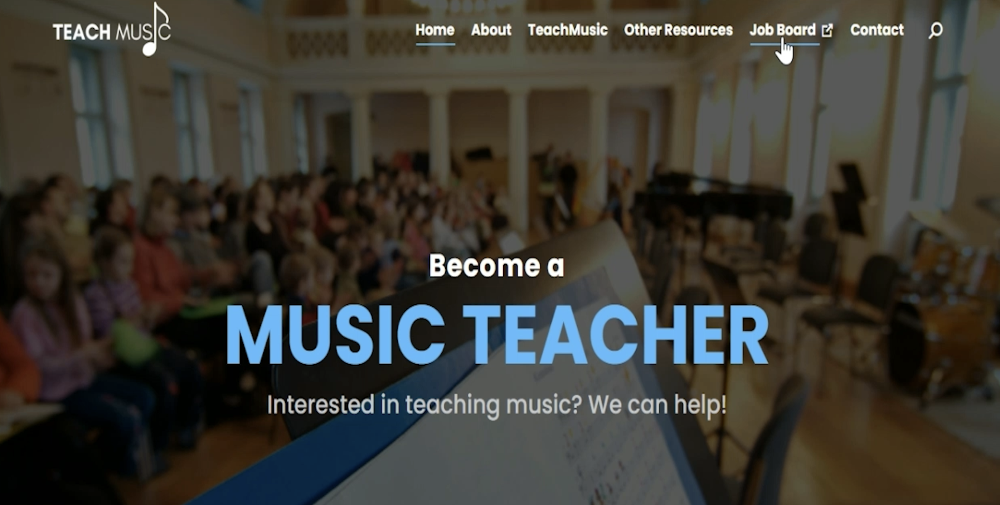 TEACH MUSIC
Home About TeachMusic Other Resources Job Board Contact
Become a
MUSIC TEACHER
Interested in teaching music? We can help!